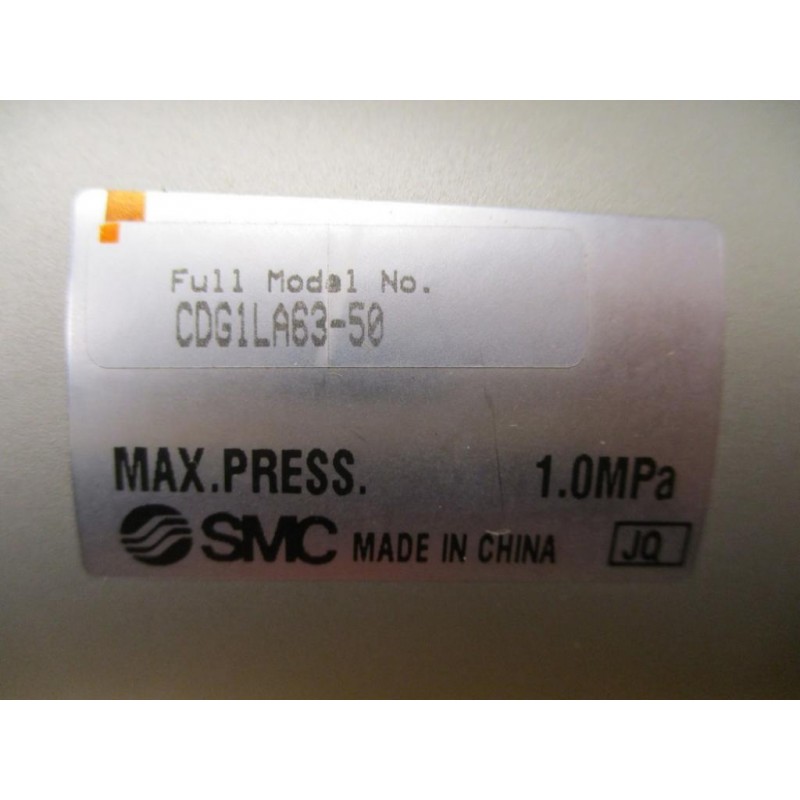 Full Model No.
CDG1LA63-50
MAX.PRESS. 1.0MPa
SMC MADE IN CHINA JQ